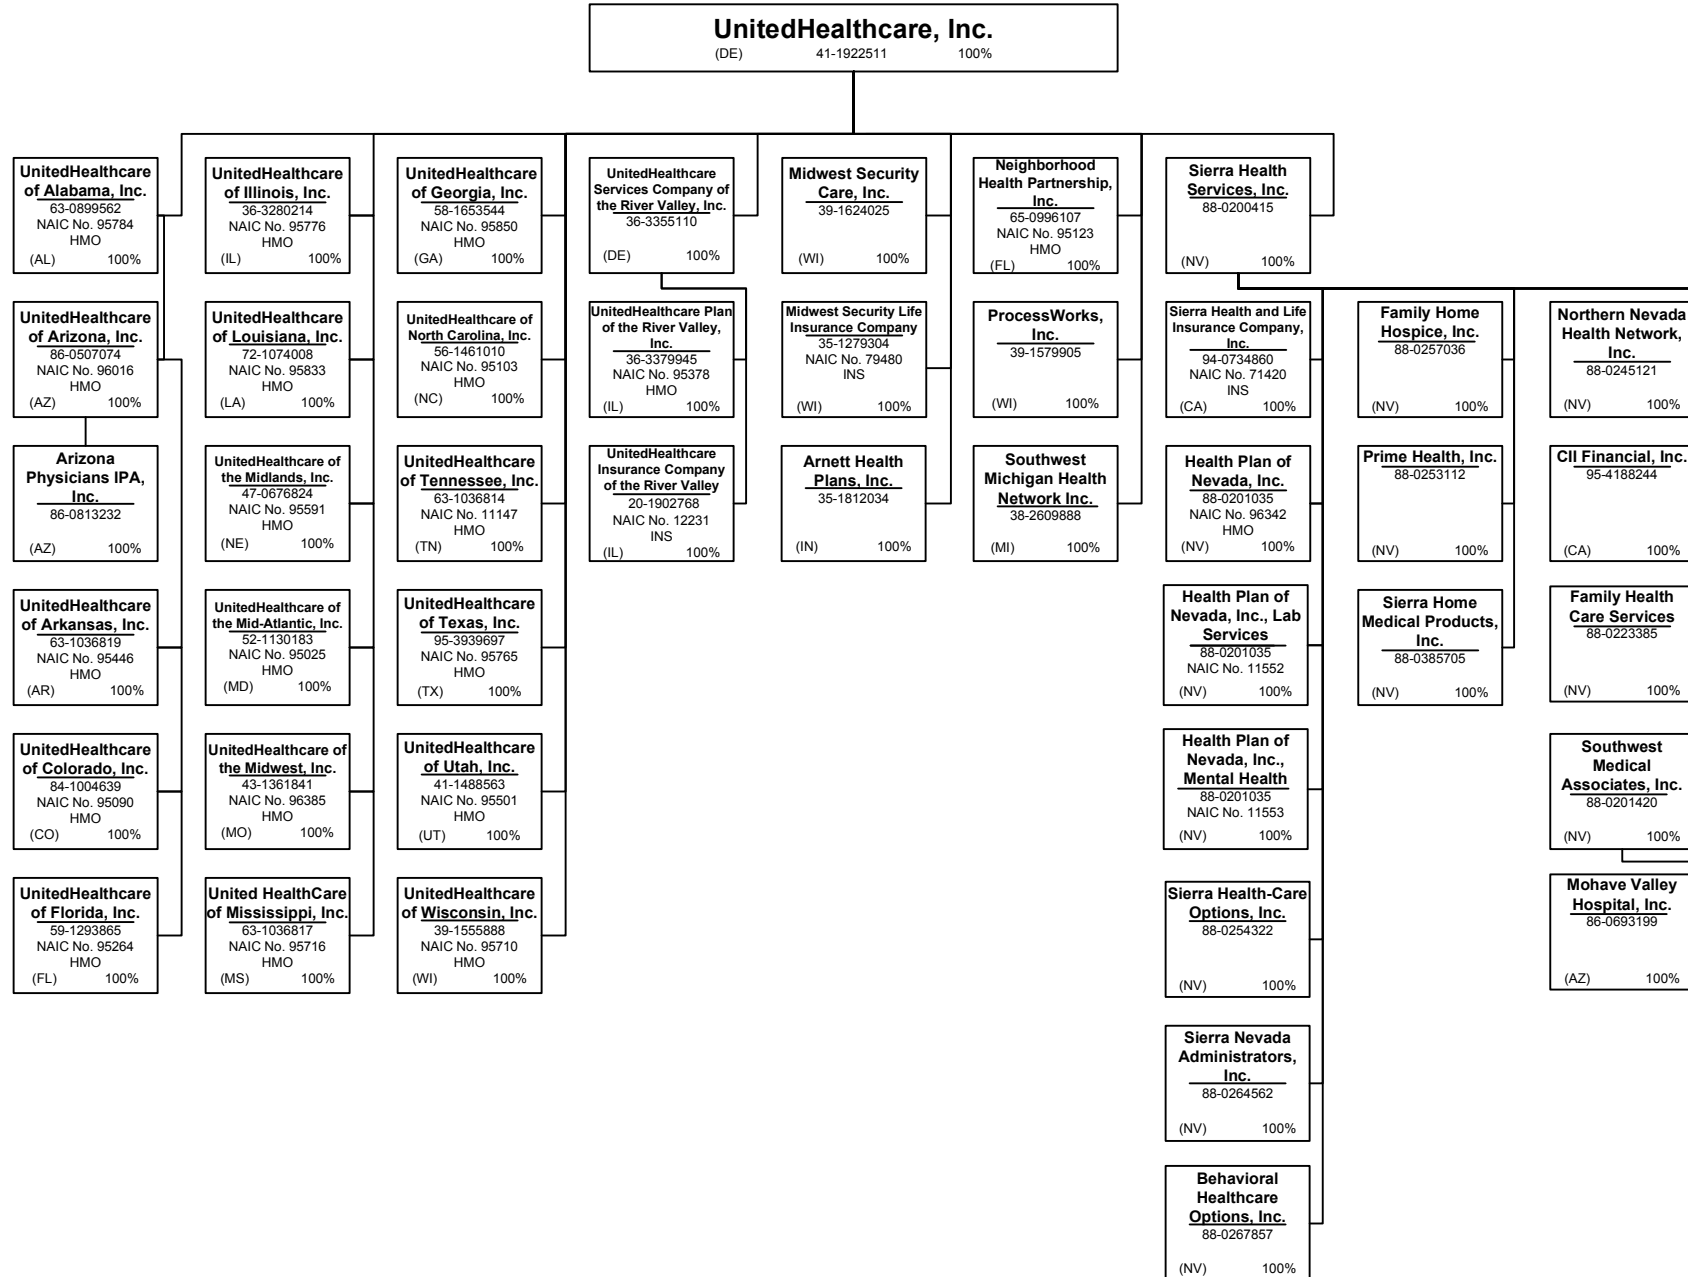 UnitedHealthcare, Inc.
(DE) 41-1922511 100%
UnitedHealthcare
of Alabama, Inc.
63-0899562
NAIC No. 95784
HMO
(AL) 100%
UnitedHealthcare
of Illinois, Inc.
36-3280214
NAIC No. 95776
HMO
(IL) 100%
UnitedHealthcare
of Georgia, Inc.
58-1653544
NAIC No. 95850
HMO
(GA) 100%
UnitedHealthcare
Services Company of
the River Valley, Inc.
36-3355110
(DE) 100%
Midwest Security
Care, Inc.
39-1624025
(WI) 100%
Neighborhood
Health Partnership,
Inc.
65-0996107
NAIC No. 95123
HMO
(FL) 100%
Sierra Health
Services, Inc.
88-0200415
(NV) 100%
UnitedHealthcare
of Arizona, Inc.
86-0507074
NAIC No. 96016
HMO
(AZ) 100%
UnitedHealthcare
of Louisiana, Inc.
72-1074008
NAIC No. 95833
HMO
(LA) 100%
UnitedHealthcare of
North Carolina, Inc.
56-1461010
NAIC No. 95103
HMO
(NC) 100%
UnitedHealthcare Plan
of the River Valley,
Inc.
36-3379945
NAIC No. 95378
HMO
(IL) 100%
Midwest Security Life
Insurance Company
35-1279304
NAIC No. 79480
INS
(WI) 100%
ProcessWorks,
Inc.
39-1579905
(WI) 100%
Sierra Health and Life
Insurance Company,
Inc.
94-0734860
NAIC No. 71420
INS
(CA) 100%
Family Home
Hospice, Inc.
88-0257036
(NV) 100%
Northern Nevada
Health Network,
Inc.
88-0245121
(NV) 100%
Arizona
Physicians IPA,
Inc.
86-0813232
(AZ) 100%
UnitedHealthcare of
the Midlands, Inc.
47-0676824
NAIC No. 95591
HMO
(NE) 100%
UnitedHealthcare
of Tennessee, Inc.
63-1036814
NAIC No. 11147
HMO
(TN) 100%
UnitedHealthcare
Insurance Company
of the River Valley
20-1902768
NAIC No. 12231
INS
(IL) 100%
Arnett Health
Plans, Inc.
35-1812034
(IN) 100%
Southwest
Michigan Health
Network Inc.
38-2609888
(MI) 100%
Health Plan of
Nevada, Inc.
88-0201035
NAIC No. 96342
HMO
(NV) 100%
Prime Health, Inc.
88-0253112
(NV) 100%
CII Financial, Inc.
95-4188244
(CA) 100%
UnitedHealthcare
of Arkansas, Inc.
63-1036819
NAIC No. 95446
HMO
(AR) 100%
UnitedHealthcare of
the Mid-Atlantic, Inc.
52-1130183
NAIC No. 95025
HMO
(MD) 100%
UnitedHealthcare
of Texas, Inc.
95-3939697
NAIC No. 95765
HMO
(TX) 100%
Health Plan of
Nevada, Inc., Lab
Services
88-0201035
NAIC No. 11552
(NV) 100%
Sierra Home
Medical Products,
Inc.
88-0385705
(NV) 100%
Family Health
Care Services
88-0223385
(NV) 100%
UnitedHealthcare
of Colorado, Inc.
84-1004639
NAIC No. 95090
HMO
(CO) 100%
UnitedHealthcare of
the Midwest, Inc.
43-1361841
NAIC No. 96385
HMO
(MO) 100%
UnitedHealthcare
of Utah, Inc.
41-1488563
NAIC No. 95501
HMO
(UT) 100%
Health Plan of
Nevada, Inc.,
Mental Health
88-0201035
NAIC No. 11553
(NV) 100%
Southwest
Medical
Associates, Inc.
88-0201420
(NV) 100%
UnitedHealthcare
of Florida, Inc.
59-1293865
NAIC No. 95264
HMO
(FL) 100%
United HealthCare
of Mississippi, Inc.
63-1036817
NAIC No. 95716
HMO
(MS) 100%
UnitedHealthcare
of Wisconsin, Inc.
39-1555888
NAIC No. 95710
HMO
(WI) 100%
Sierra Health-Care
Options, Inc.
88-0254322
(NV) 100%
Mohave Valley
Hospital, Inc.
86-0693199
(AZ) 100%
Sierra Nevada
Administrators,
Inc.
88-0264562
(NV) 100%
Behavioral
Healthcare
Options, Inc.
88-0267857
(NV) 100%